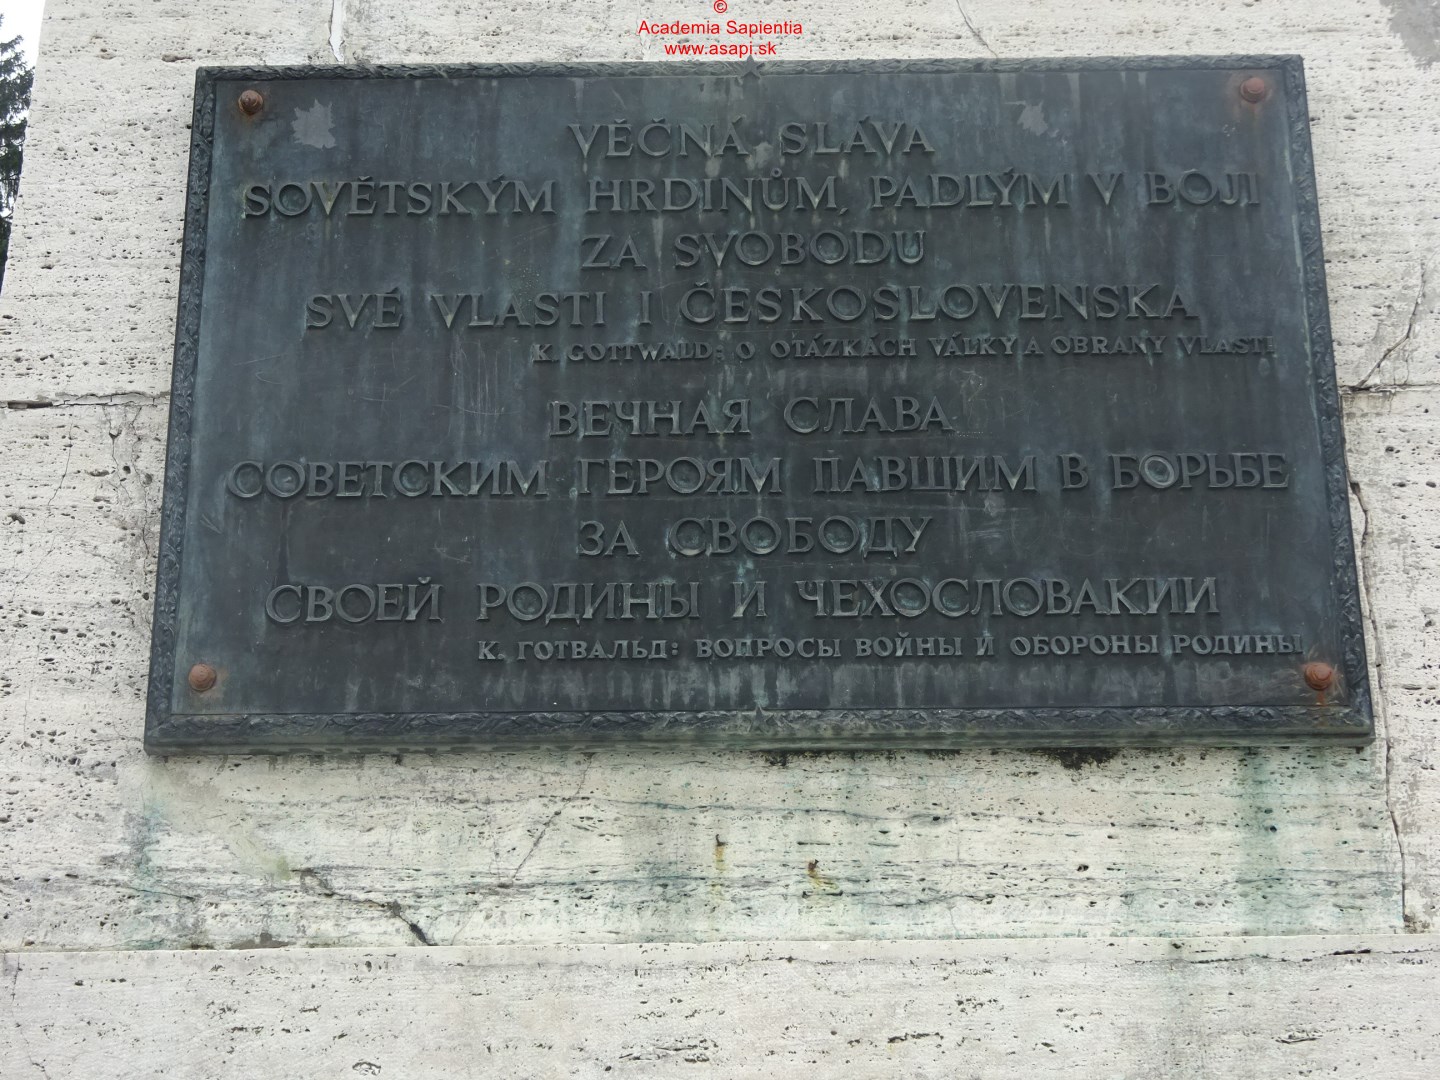 ©
Academia Sapientia
www.asapi.sk
VĚČNÁ SLÁVA
SOVĚTSKÝM HRDINŮM, PADLÝM V BOJI
ZA SVOBODU
SVÉ VLASTI I ČESKOSLOVENSKA
K. GOTTWALD: O OTÁZKÁCH VÁLKY A OBRANY VLASTI
ВЕЧНАЯ СЛАВА
СОВЕТСКИМ ГЕРОЯМ ПАВШИМ В БОРЬБЕ
ЗА СВОБОДУ
СВОЕЙ РОДИНЫ И ЧЕХОСЛОВАКИИ
К. ГОТВАЛЬД: ВОПРОСЫ ВОЙНЫ И ОБОРОНЫ РОДИНЫ